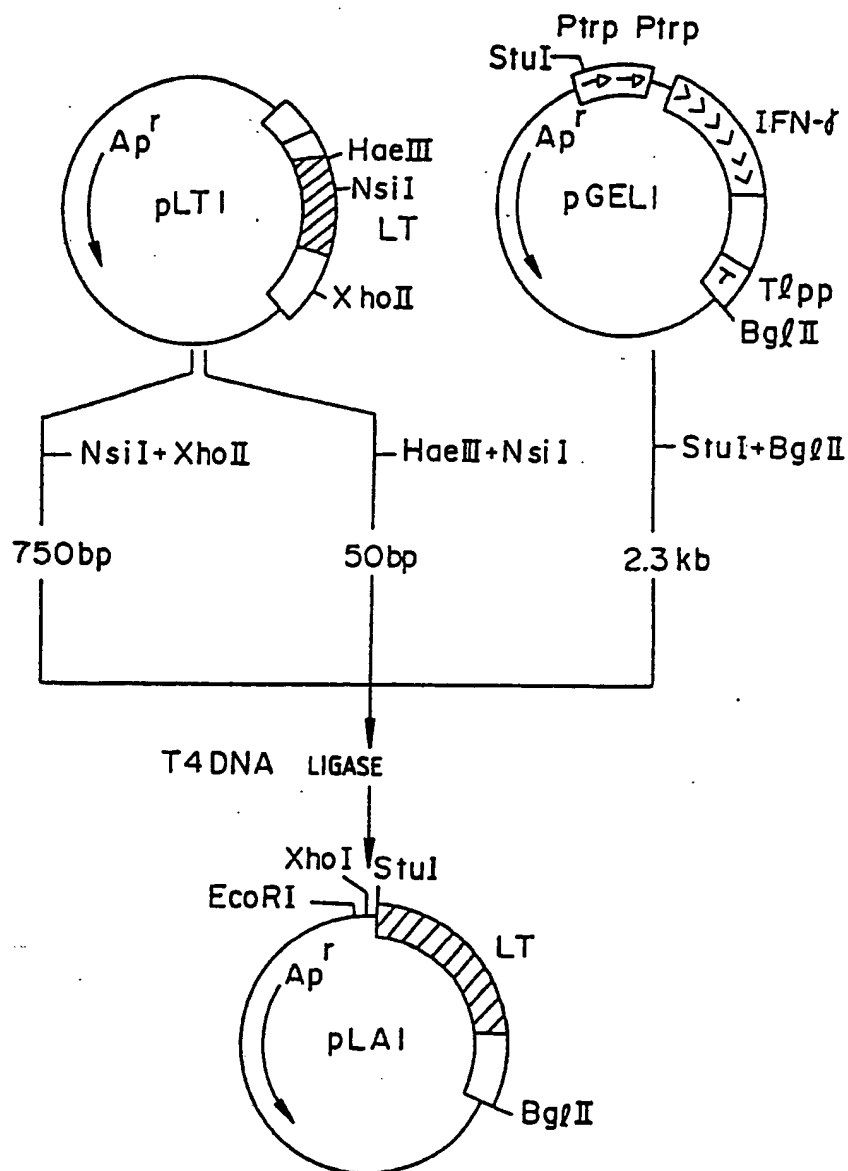 Ptrp Ptrp
StuI
IFN-γ
Apʳ
pGEL1
Tlpp
BglII
Apʳ
pLT1
HaeIII
NsiI
LT
XhoII
NsiI+XhoII
HaeIII+NsiI
StuI+BglII
750bp
50bp
2.3kb
T4DNA LIGASE
XhoI
StuI
EcoRI
LT
Apʳ
pLA1
BglII